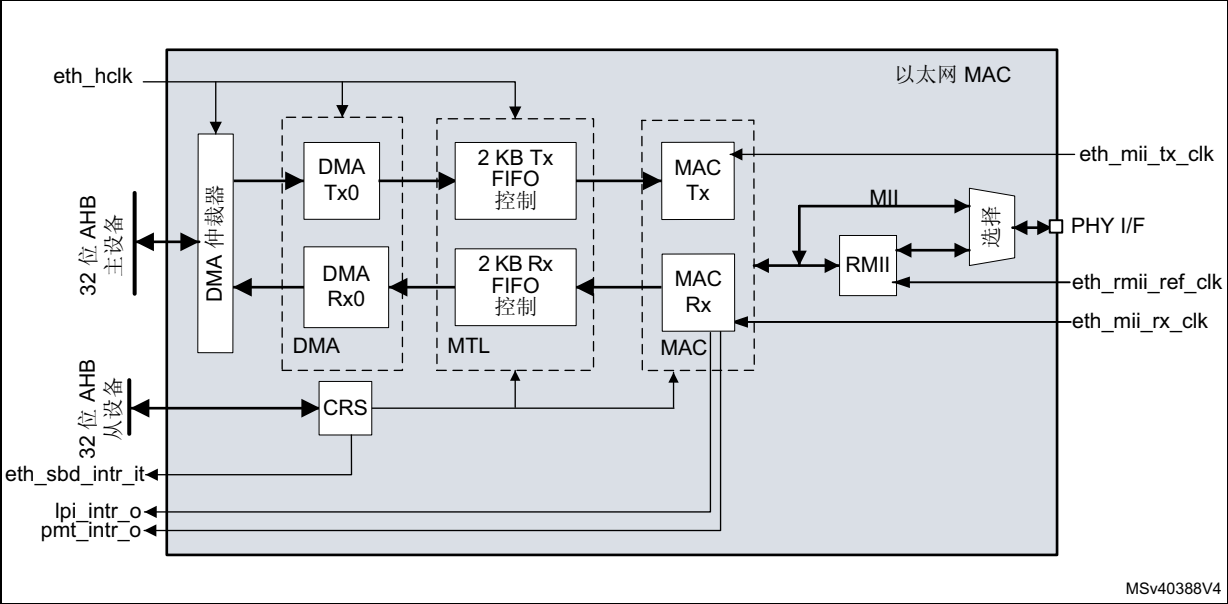 eth_hclk
以太网 MAC
32 位 AHB
主设备
DMA 仲裁器
DMA
Tx0
2 KB Tx
FIFO
控制
MAC
Tx
eth_mii_tx_clk
MII
选择
PHY I/F
DMA
Rx0
2 KB Rx
FIFO
控制
MAC
Rx
RMII
eth_rmii_ref_clk
eth_mii_rx_clk
DMA
MTL
MAC
32 位 AHB
从设备
CRS
eth_sbd_intr_it
lpi_intr_o
pmt_intr_o
MSv40388V4